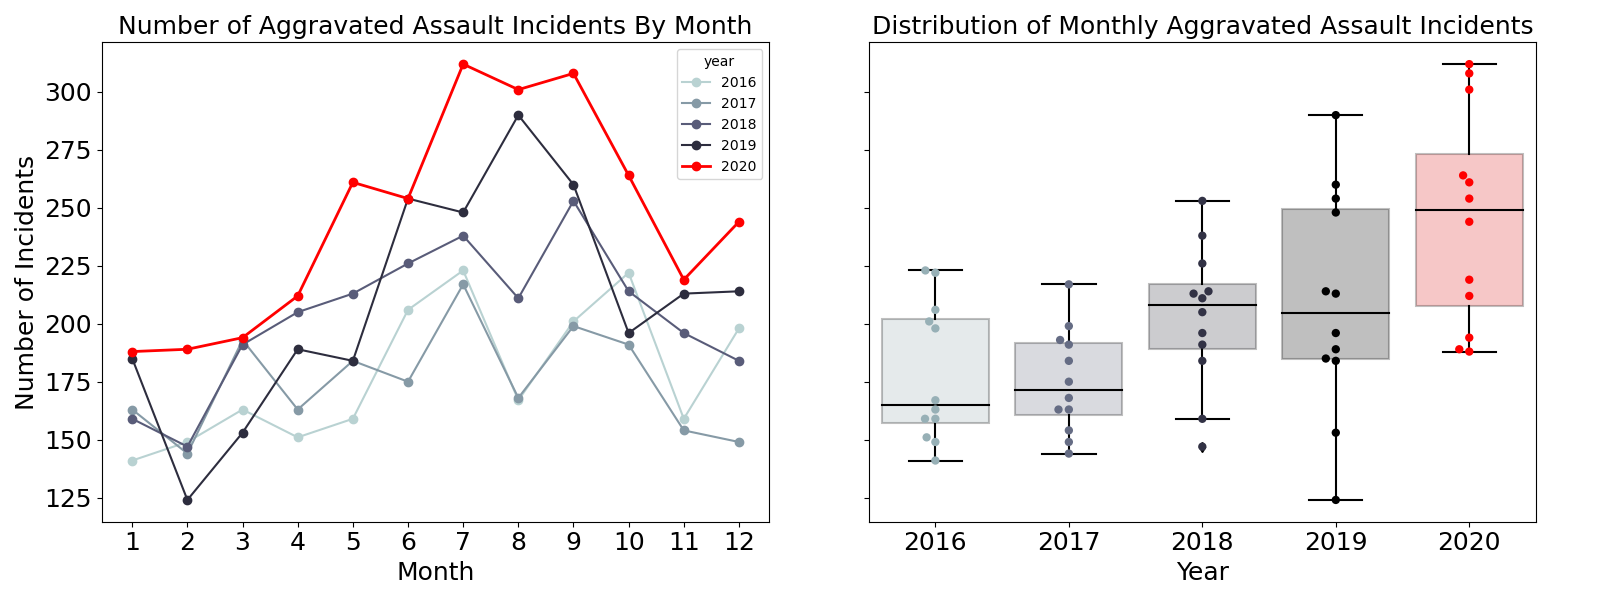 Number of Aggravated Assault Incidents By Month
Number of Incidents
300
275
250
225
200
175
150
125
1 2 3 4 5 6 7 8 9 10 11 12
Month
year
2016
2017
2018
2019
2020
Distribution of Monthly Aggravated Assault Incidents
2016 2017 2018 2019 2020
Year